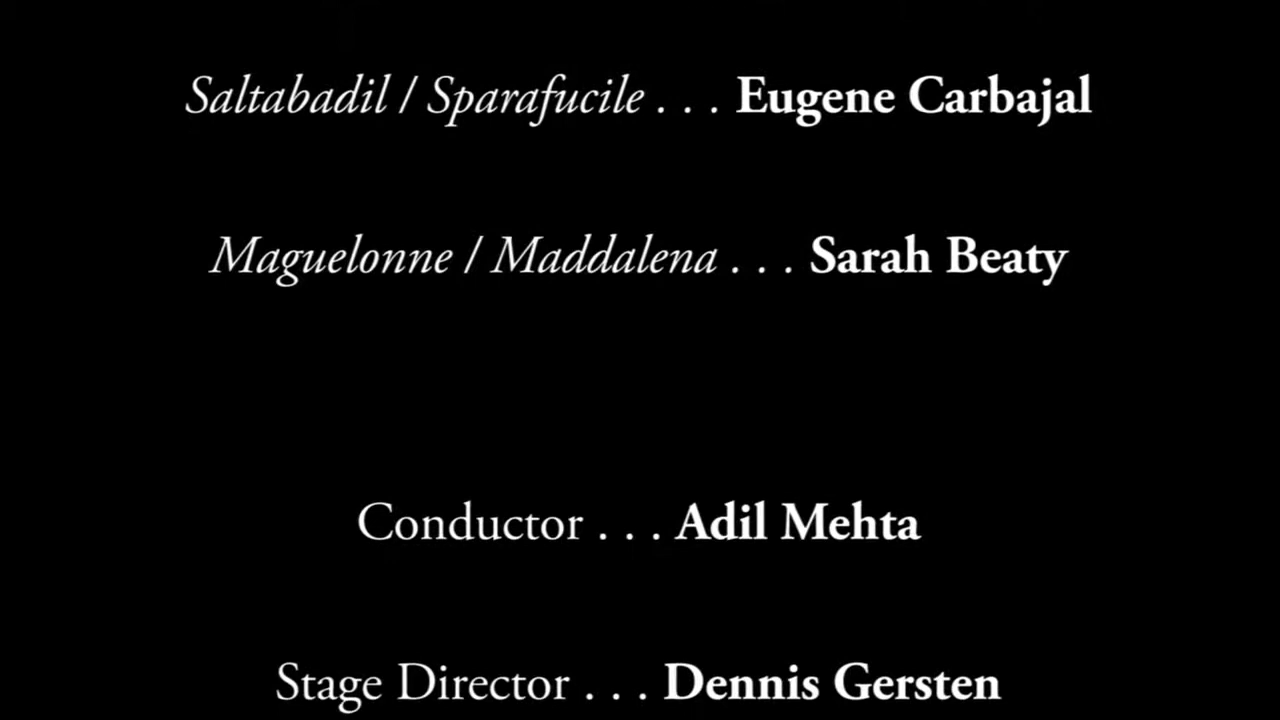 Saltabadil / Sparafucile . . . Eugene Carbajal
Maguelonne / Maddalena . . . Sarah Beaty
Conductor . . . Adil Mehta
Stage Director . . . Dennis Gersten